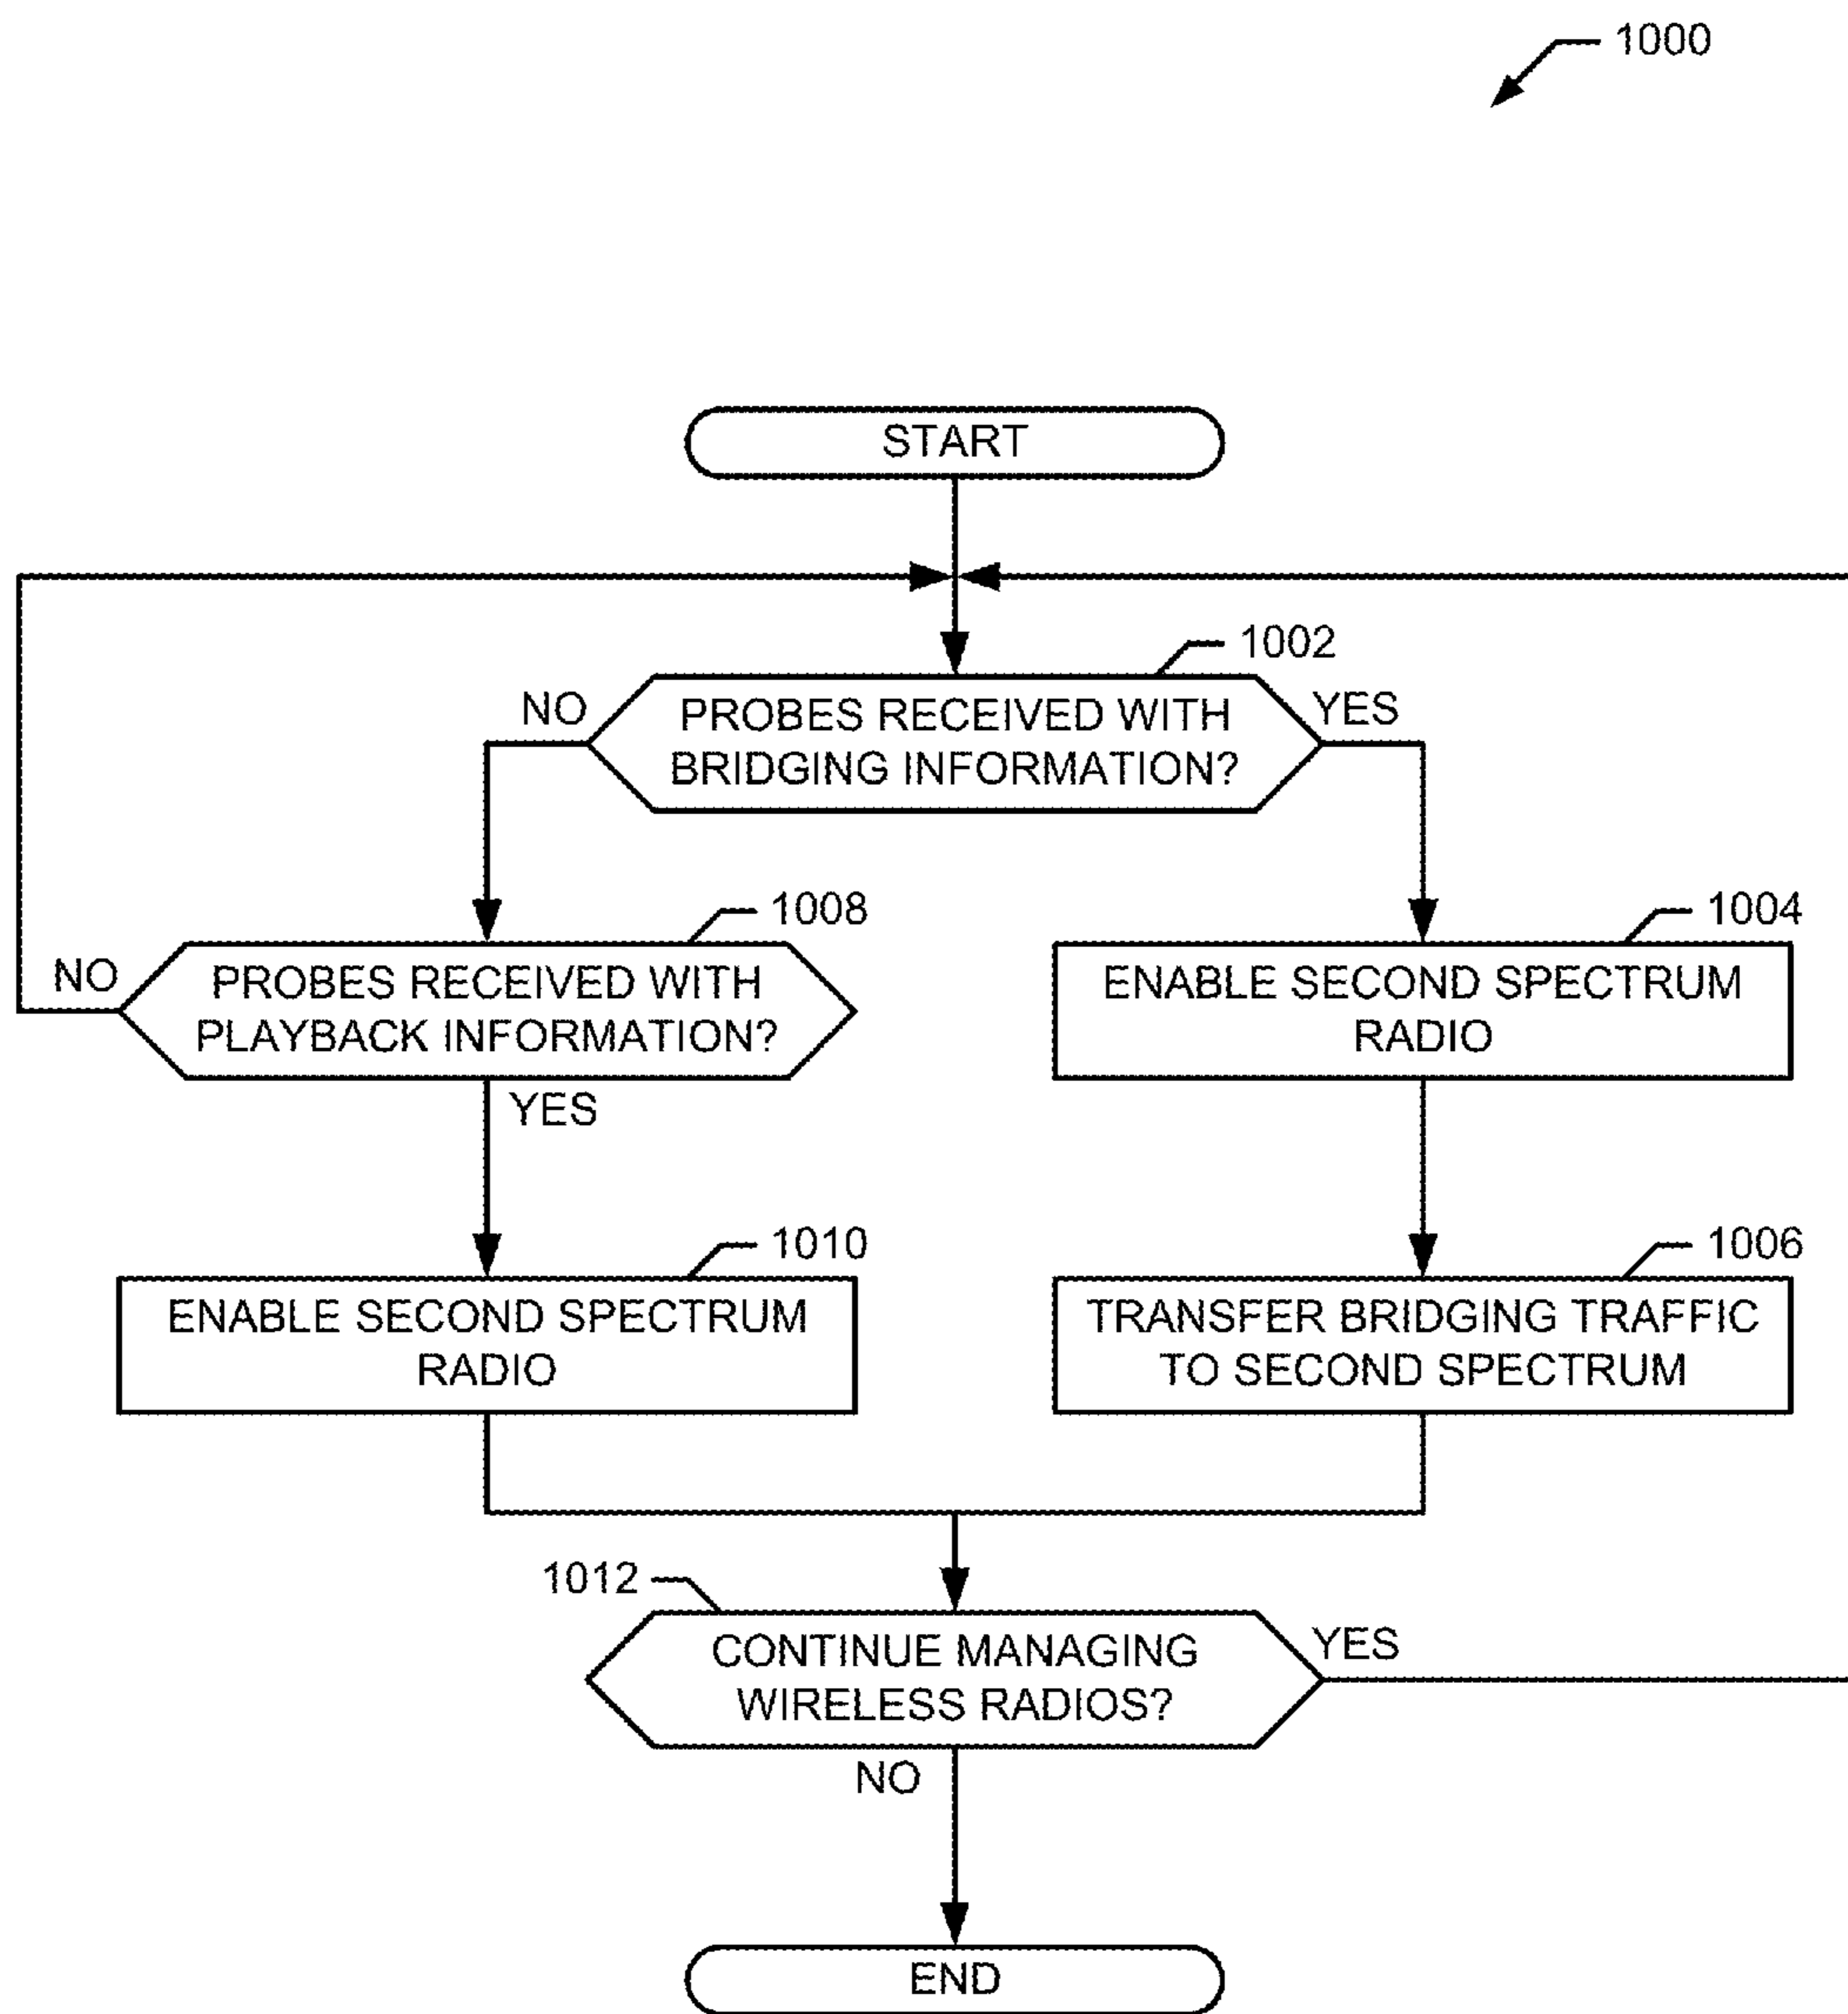 1000
START
1002
NO
PROBES RECEIVED WITH
BRIDGING INFORMATION?
YES
1008
NO
PROBES RECEIVED WITH
PLAYBACK INFORMATION?
YES
1004
ENABLE SECOND SPECTRUM
RADIO
1010
ENABLE SECOND SPECTRUM
RADIO
1006
TRANSFER BRIDGING TRAFFIC
TO SECOND SPECTRUM
1012
CONTINUE MANAGING
WIRELESS RADIOS?
YES
NO
END